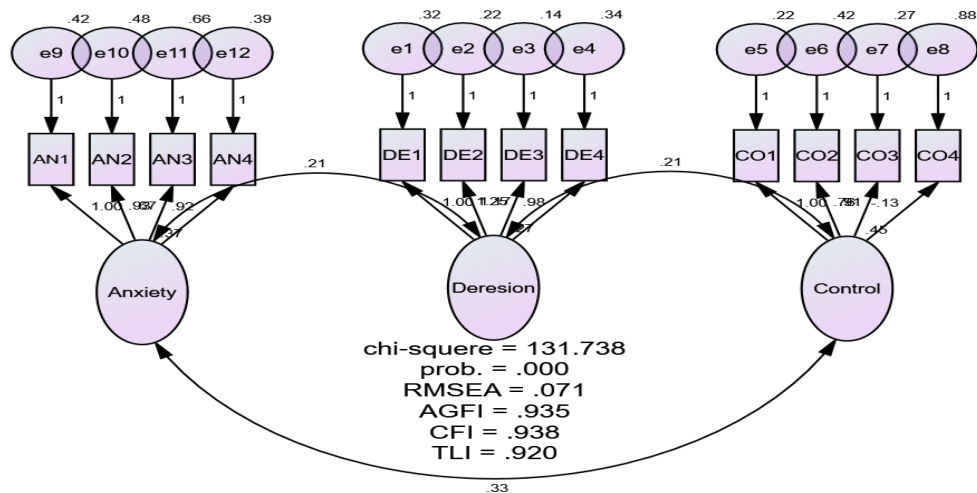 .42 .48 .66 .39 .32 .22 .14 .34 .22 .42 .27 .88
e9 e10 e11 e12 e1 e2 e3 e4 e5 e6 e7 e8
1 1 1 1 1 1 1 1 1 1 1 1
AN1 AN2 AN3 AN4 DE1 DE2 DE3 DE4 CO1 CO2 CO3 CO4
.21 .21
1.00 .92 1.00 .98 1.00 -.13
.45
Anxiety Deresion Control
chi-squere = 131.738
prob. = .000
RMSEA = .071
AGFI = .935
CFI = .938
TLI = .920
.33